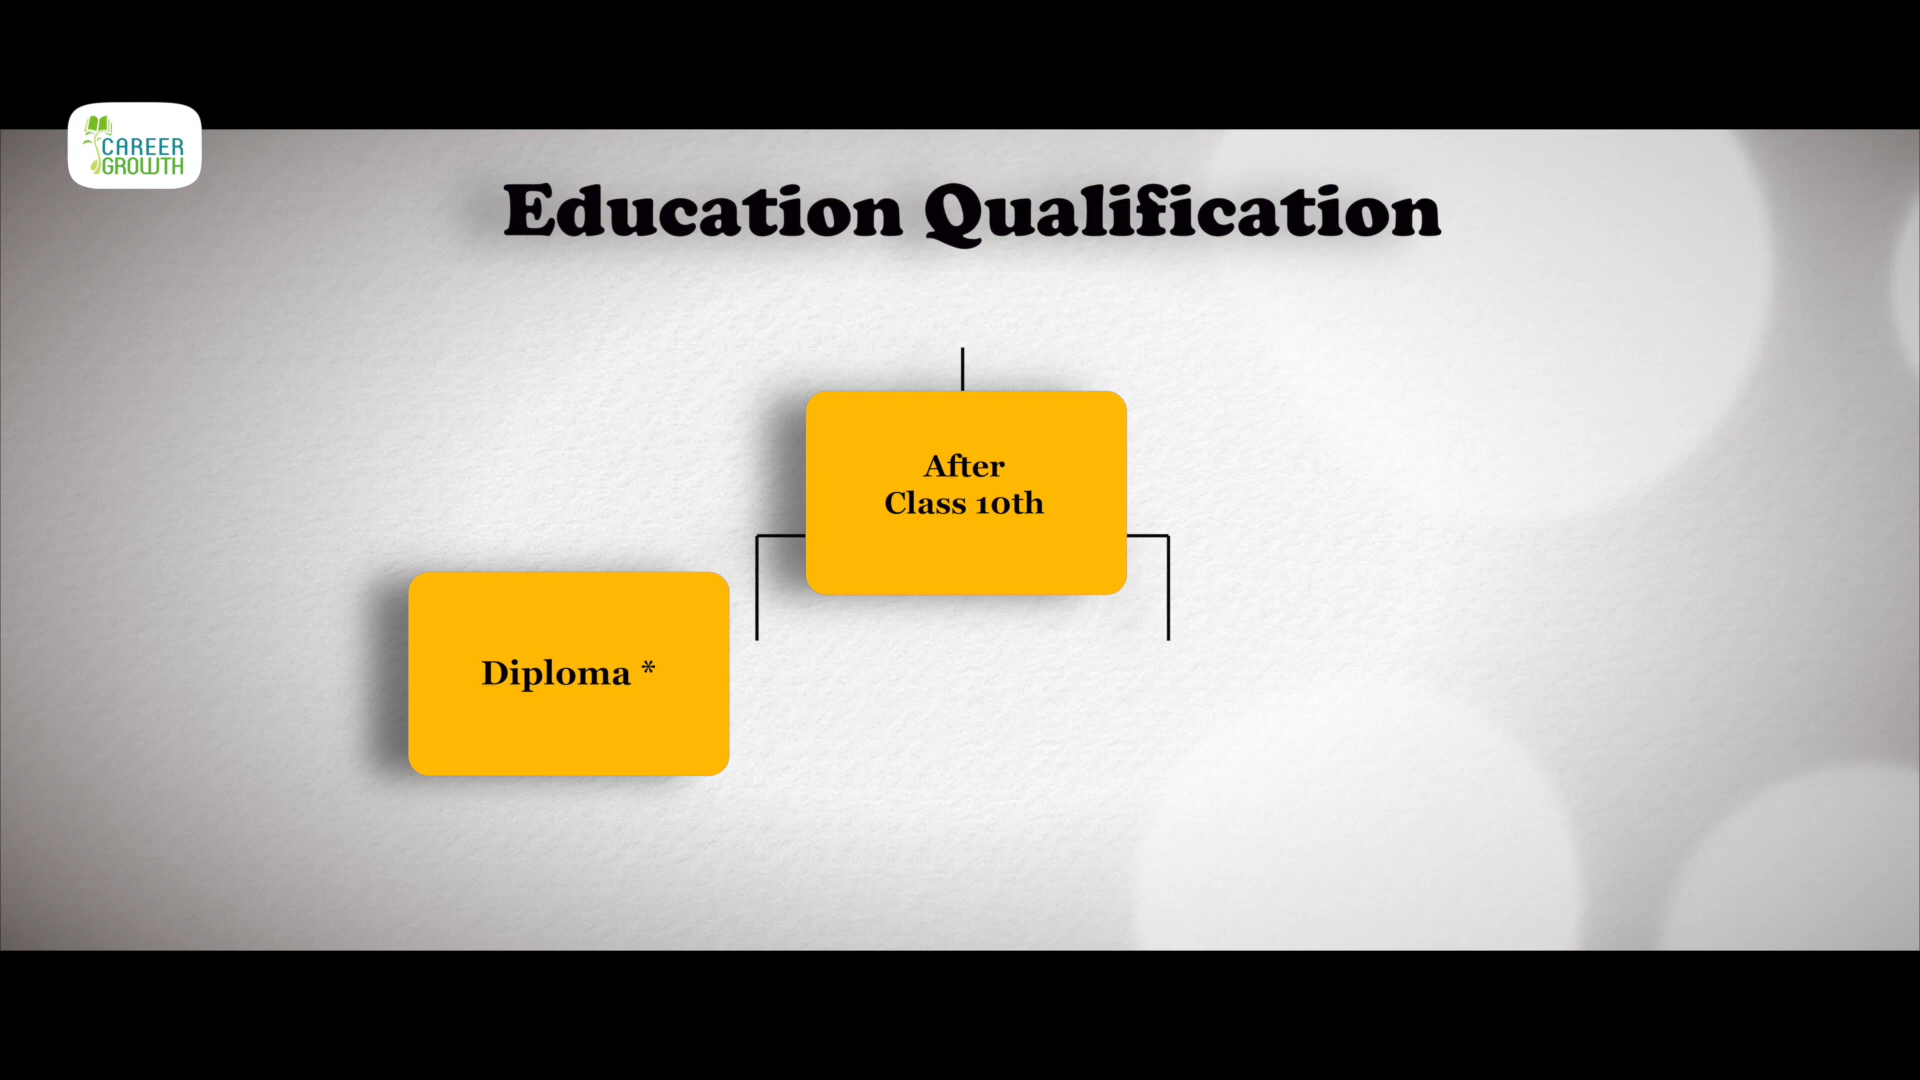 CAREER
GROWTH
Education Qualification
After
Class 10th
Diploma *